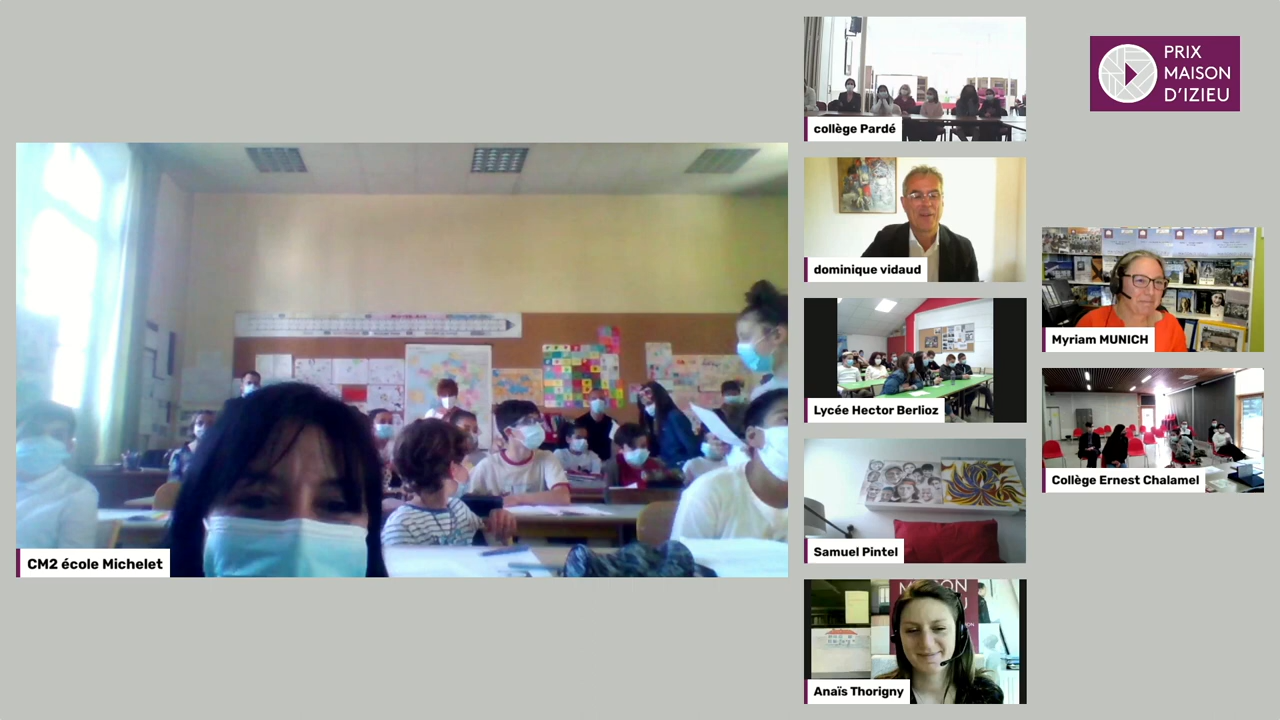 CM2 école Michelet
collège Pardé
dominique vidaud
Lycée Hector Berlioz
Samuel Pintel
Anaïs Thorigny
PRIX
MAISON
D'IZIEU
Myriam MUNICH
Collège Ernest Chalamel